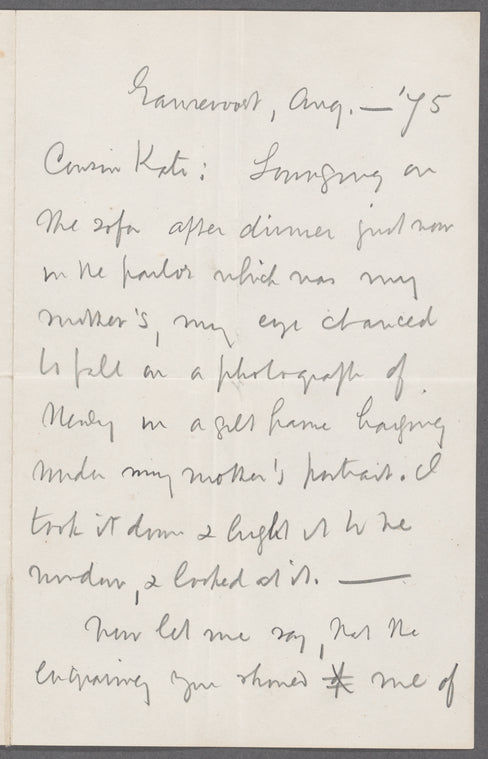 Gansevoort, Aug. — '75
Cousin Kate: Lounging on
the sofa after dinner just now
in the parlor which was my
mother's, my eye chanced
to fall on a photograph of
Henry in a gilt frame hanging
under my mother's portrait. I
took it down & brought it to the
window, & looked at it. —
Now let me say, that the
engraving you showed me of